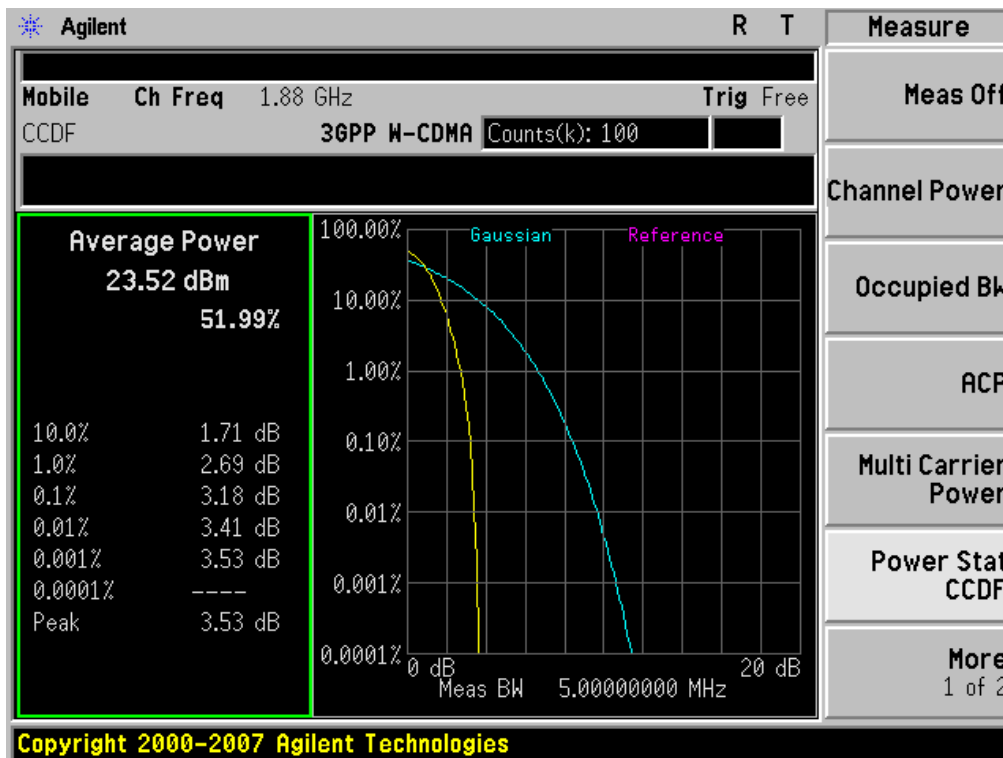 Agilent R T Measure
Mobile Ch Freq 1.88 GHz Trig Free
CCDF 3GPP W-CDMA Counts(k): 100
Average Power
23.52 dBm
51.99%
10.0% 1.71 dB
1.0% 2.69 dB
0.1% 3.18 dB
0.01% 3.41 dB
0.001% 3.53 dB
0.0001% ----
Peak 3.53 dB
Gaussian Reference
100.00%
10.00%
1.00%
0.10%
0.01%
0.001%
0.0001%
0 dB 20 dB
Meas BW 5.00000000 MHz
Meas Off
Channel Power
Occupied BW
ACP
Multi Carrier
Power
Power Stat
CCDF
More
1 of 2
Copyright 2000-2007 Agilent Technologies